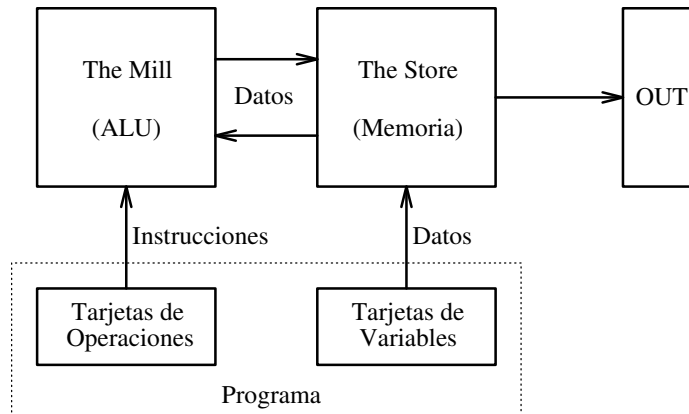 The Mill
(ALU)
Datos
The Store
(Memoria)
OUT
Instrucciones
Datos
Tarjetas de
Operaciones
Tarjetas de
Variables
Programa